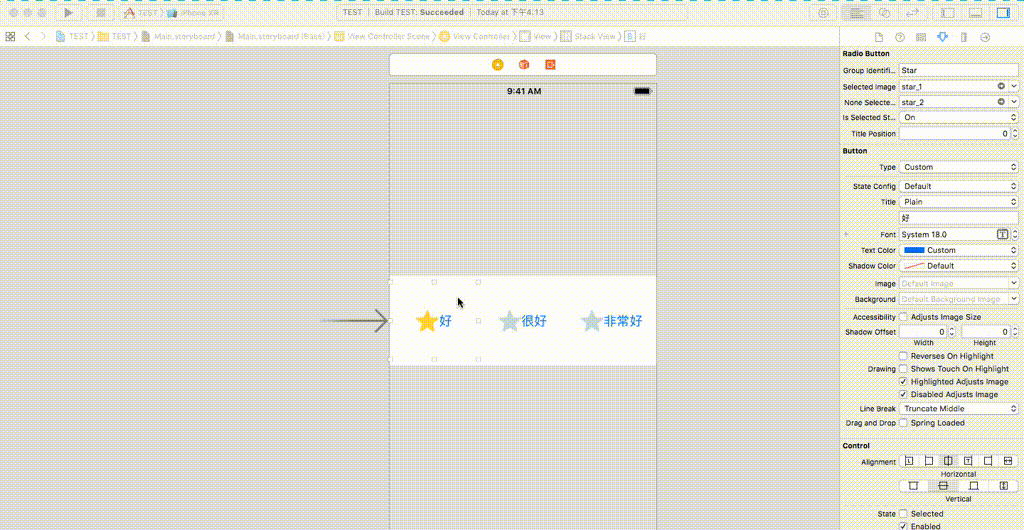 TEST iPhone XR TEST Build TEST: Succeeded Today at 下午4:13
TEST TEST Main.storyboard Main.storyboard (Base) View Controller Scene View Controller View Stack View B 好
9:41 AM
好 很好 非常好
Radio Button
Group Identifi... Star
Selected Image star_1
None Selecte... star_2
Is Selected St... On
Title Position 0
Button
Type Custom
State Config Default
Title Plain
好
Font System 18.0 T
Text Color Custom
Shadow Color Default
Image Default Image
Background Default Background Image
Accessibility Adjusts Image Size
Shadow Offset 0 0
Width Height
Reverses On Highlight
Drawing Shows Touch On Highlight
Highlighted Adjusts Image
Disabled Adjusts Image
Line Break Truncate Middle
Drag and Drop Spring Loaded
Control
Alignment
Horizontal
Vertical
State Selected
Enabled